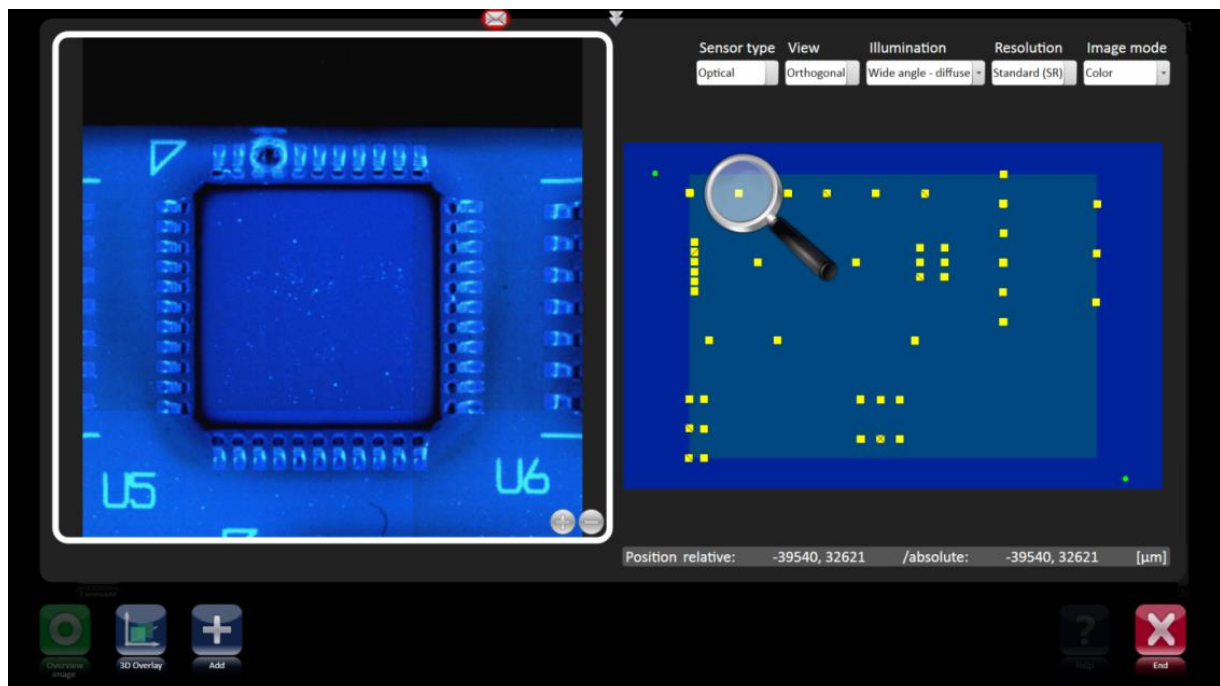 Sensor type View Illumination Resolution Image mode
Optical Orthogonal Wide angle - diffuse Standard (SR) Color
U5 U6
Position relative: -39540, 32621 /absolute: -39540, 32621 [µm]
Overview image
3D Overlay
Add
?
Help
End